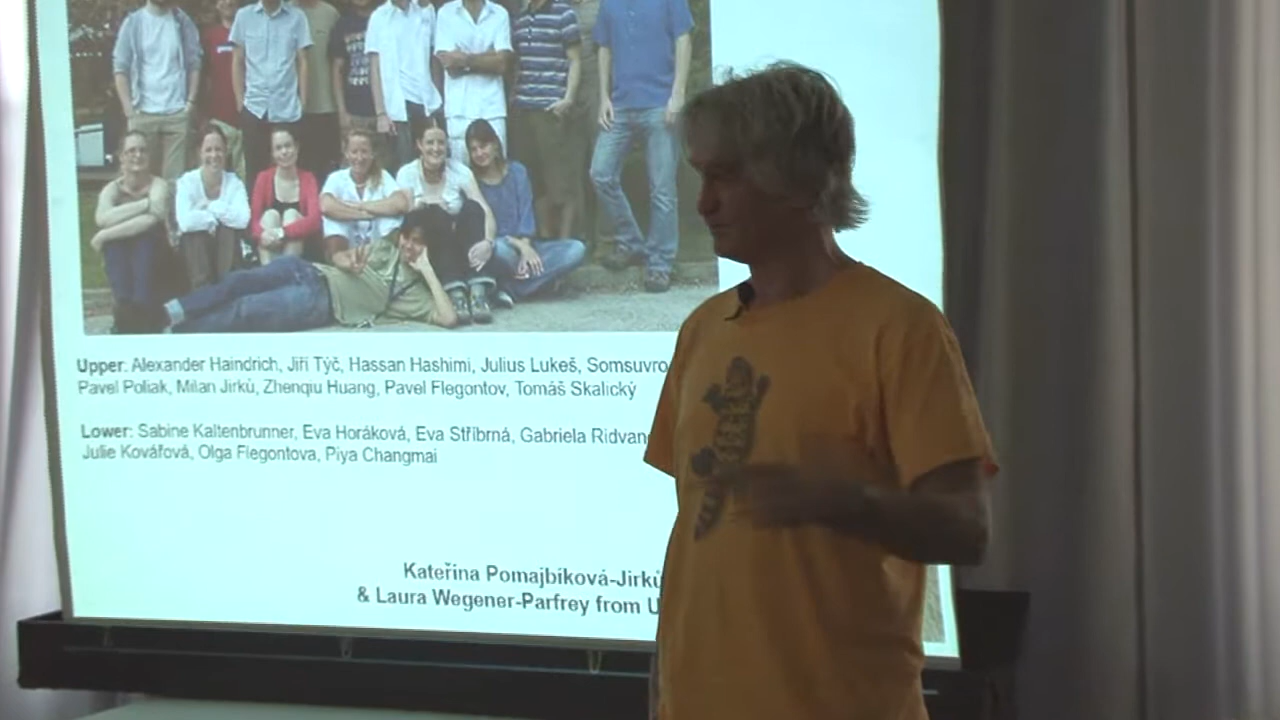 Upper: Alexander Haindrich, Jiří Týč, Hassan Hashimi, Julius Lukeš, Somsuvro
Pavel Poliak, Milan Jirků, Zhenqiu Huang, Pavel Flegontov, Tomáš Skalický
Lower: Sabine Kaltenbrunner, Eva Horáková, Eva Stříbrná, Gabriela Ridvan
Julie Kovářová, Olga Flegontova, Piya Changmai
Kateřina Pomajbíková-Jirků
& Laura Wegener-Parfrey from U